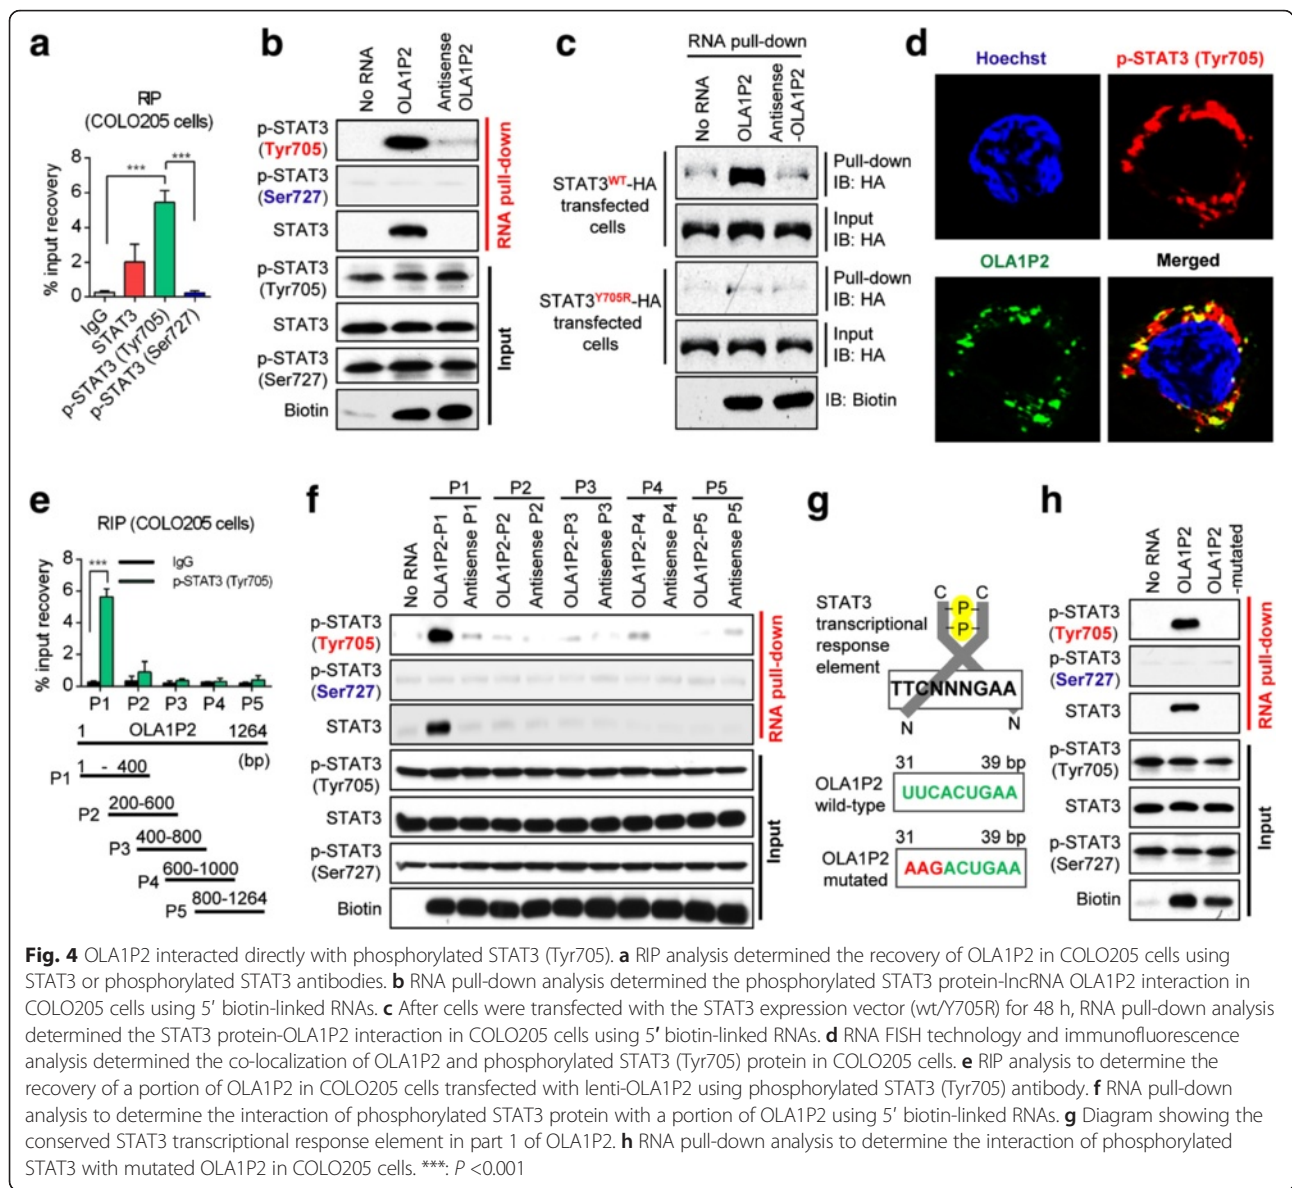 a
RIP
(COLO205 cells)
% input recovery
8
6
4
2
0
***
***
IgG
STAT3
p-STAT3 (Tyr705)
p-STAT3 (Ser727)
b
No RNA
OLA1P2
Antisense
OLA1P2
p-STAT3
(Tyr705)
p-STAT3
(Ser727)
STAT3
RNA pull-down
p-STAT3
(Tyr705)
STAT3
p-STAT3
(Ser727)
Biotin
Input
c
RNA pull-down
No RNA
OLA1P2
Antisense
-OLA1P2
STAT3WT-HA
transfected
cells
Pull-down
IB: HA
Input
IB: HA
STAT3Y705R-HA
transfected
cells
Pull-down
IB: HA
Input
IB: HA
IB: Biotin
d
Hoechst
p-STAT3 (Tyr705)
OLA1P2
Merged
e
RIP (COLO205 cells)
% input recovery
8
6
4
2
0
***
IgG
p-STAT3 (Tyr705)
P1 P2 P3 P4 P5
1 OLA1P2 1264
(bp)
P1 1 - 400
P2 200-600
P3 400-800
P4 600-1000
P5 800-1264
f
P1 P2 P3 P4 P5
No RNA
OLA1P2-P1
Antisense P1
OLA1P2-P2
Antisense P2
OLA1P2-P3
Antisense P3
OLA1P2-P4
Antisense P4
OLA1P2-P5
Antisense P5
p-STAT3
(Tyr705)
p-STAT3
(Ser727)
STAT3
RNA pull-down
p-STAT3
(Tyr705)
STAT3
p-STAT3
(Ser727)
Biotin
Input
g
STAT3
transcriptional
response
element
C C
P
P
TTCNNNGAA
N N
31 39 bp
OLA1P2
wild-type
UUCACUGAA
31 39 bp
OLA1P2
mutated
AAGACUGAA
h
No RNA
OLA1P2
OLA1P2
-mutated
p-STAT3
(Tyr705)
p-STAT3
(Ser727)
STAT3
RNA pull-down
p-STAT3
(Tyr705)
STAT3
p-STAT3
(Ser727)
Biotin
Input
Fig. 4 OLA1P2 interacted directly with phosphorylated STAT3 (Tyr705). a RIP analysis determined the recovery of OLA1P2 in COLO205 cells using
STAT3 or phosphorylated STAT3 antibodies. b RNA pull-down analysis determined the phosphorylated STAT3 protein-lncRNA OLA1P2 interaction in
COLO205 cells using 5′ biotin-linked RNAs. c After cells were transfected with the STAT3 expression vector (wt/Y705R) for 48 h, RNA pull-down analysis
determined the STAT3 protein-OLA1P2 interaction in COLO205 cells using 5′ biotin-linked RNAs. d RNA FISH technology and immunofluorescence
analysis determined the co-localization of OLA1P2 and phosphorylated STAT3 (Tyr705) protein in COLO205 cells. e RIP analysis to determine the
recovery of a portion of OLA1P2 in COLO205 cells transfected with lenti-OLA1P2 using phosphorylated STAT3 (Tyr705) antibody. f RNA pull-down
analysis to determine the interaction of phosphorylated STAT3 protein with a portion of OLA1P2 using 5′ biotin-linked RNAs. g Diagram showing the
conserved STAT3 transcriptional response element in part 1 of OLA1P2. h RNA pull-down analysis to determine the interaction of phosphorylated
STAT3 with mutated OLA1P2 in COLO205 cells. ***: P <0.001